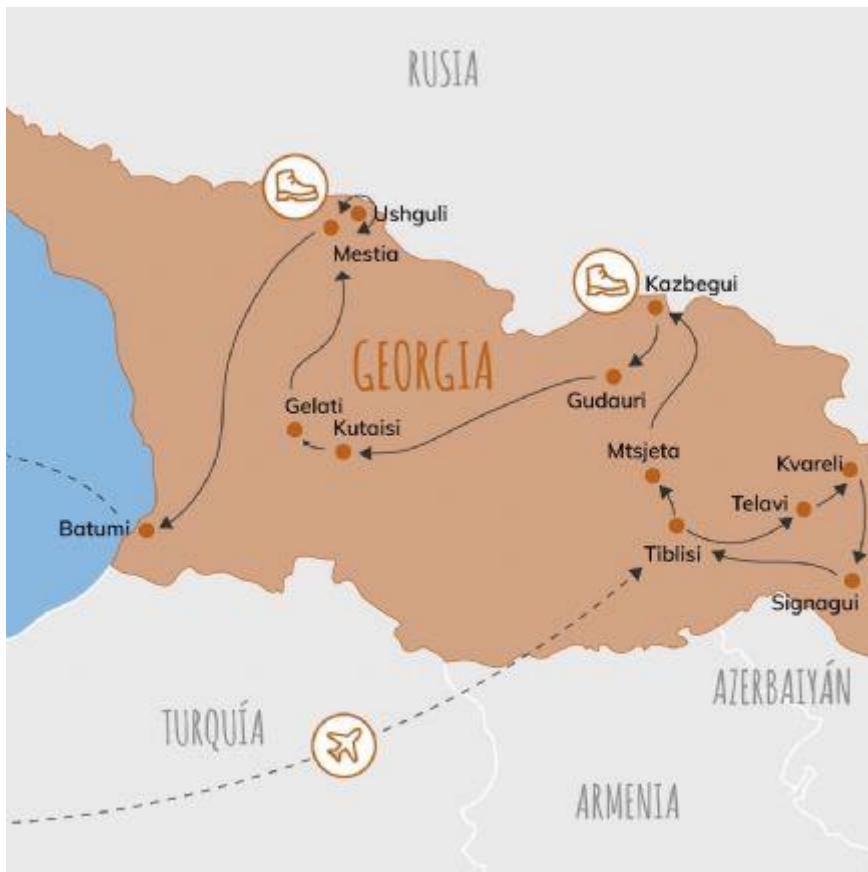 RUSIA
Ushguli
Mestia
Kazbegui
GEORGIA
Gudauri
Gelati
Kutaisi
Mtsjeta
Kvareli
Telavi
Batumi
Tiblisi
Signagui
AZERBAIYÁN
TURQUÍA
ARMENIA